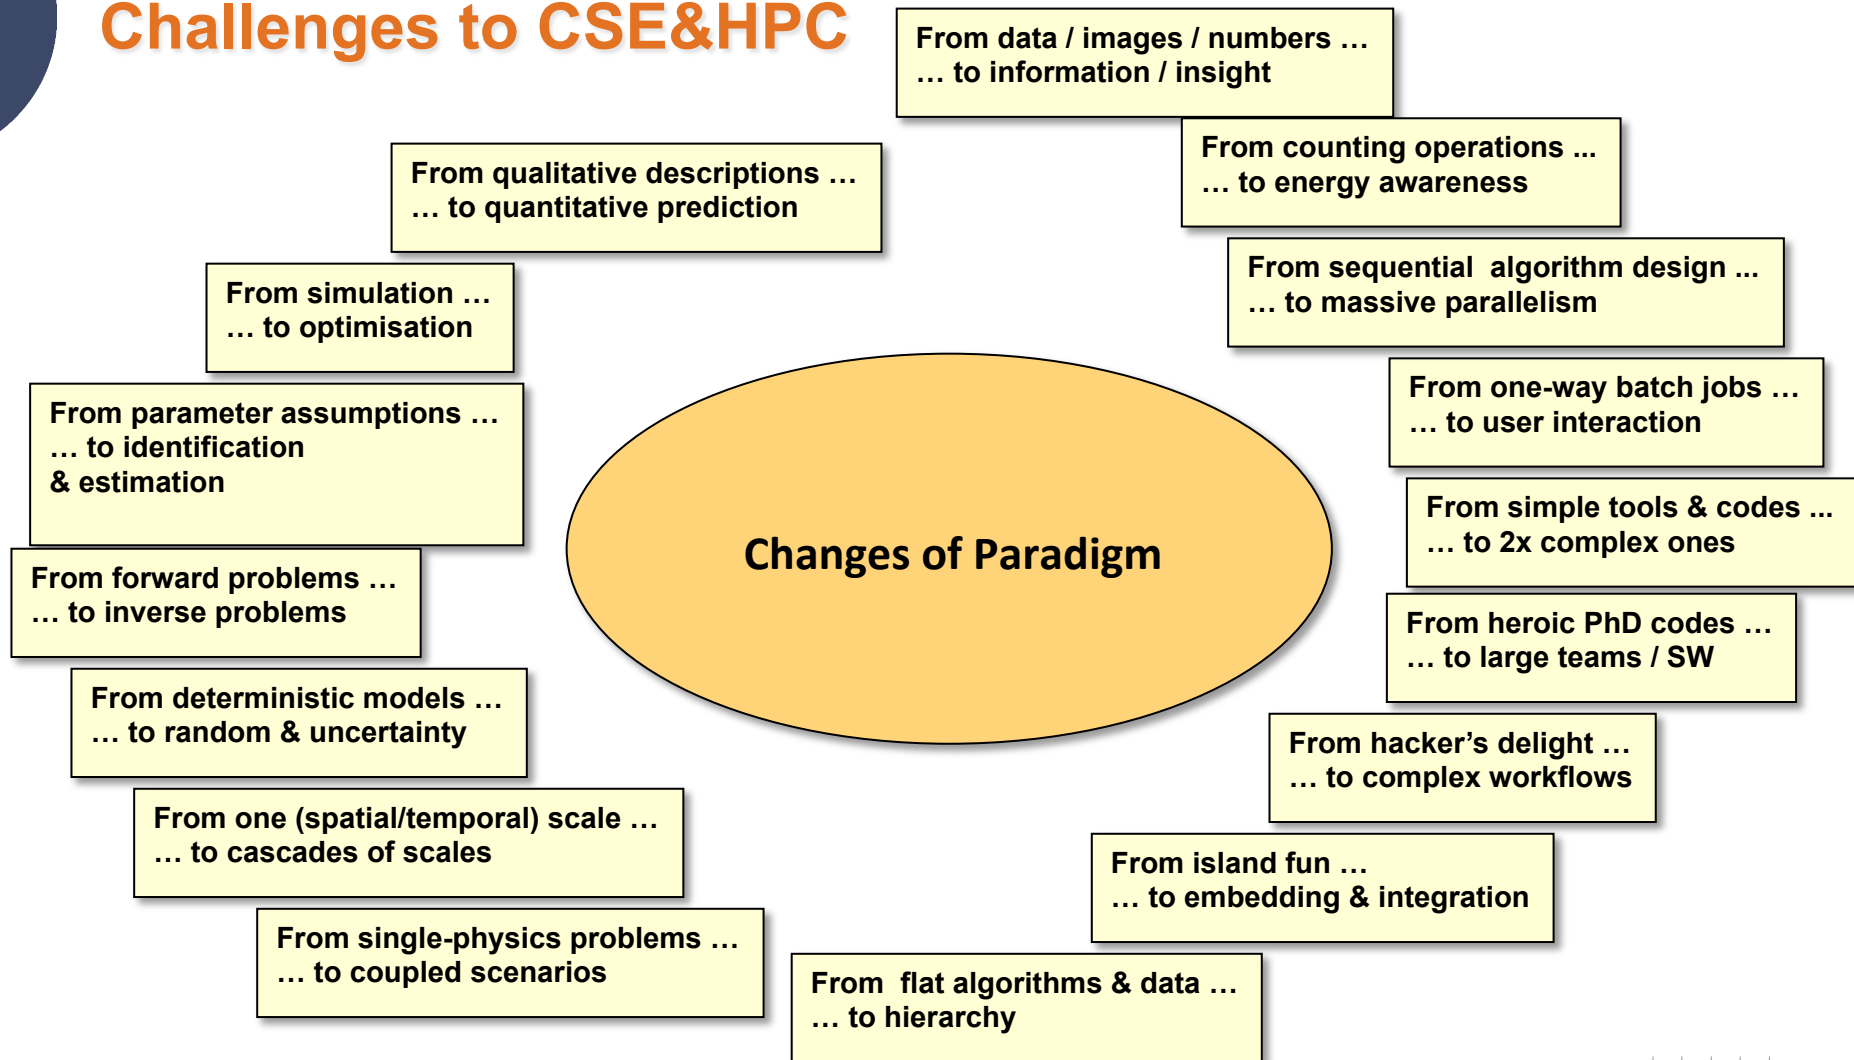 Challenges to CSE&HPC
From data / images / numbers …
… to information / insight
From counting operations ...
… to energy awareness
From qualitative descriptions …
… to quantitative prediction
From sequential  algorithm design ...
… to massive parallelism
From simulation …
… to optimisation
From one-way batch jobs …
… to user interaction
From parameter assumptions …
… to identification
& estimation
From simple tools & codes ...
… to 2x complex ones
Changes of Paradigm
From forward problems …
… to inverse problems
From heroic PhD codes …
… to large teams / SW
From deterministic models …
… to random & uncertainty
From hacker’s delight …
… to complex workflows
From one (spatial/temporal) scale …
… to cascades of scales
From island fun …
… to embedding & integration
From single-physics problems …
… to coupled scenarios
From  flat algorithms & data …
… to hierarchy